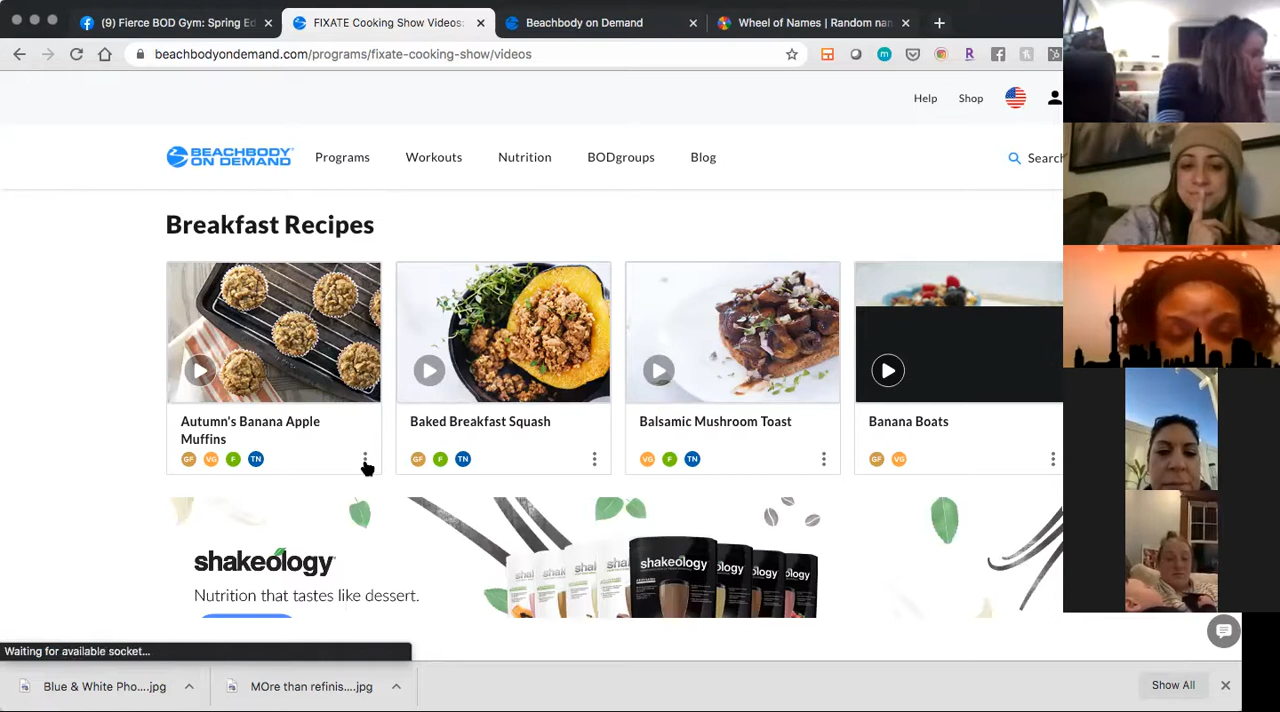 (9) Fierce BOD Gym: Spring Ed
FIXATE Cooking Show Videos:
Beachbody on Demand
Wheel of Names | Random nan
beachbodyondemand.com/programs/fixate-cooking-show/videos
Help
Shop
BEACHBODY
ON DEMAND
Programs
Workouts
Nutrition
BODgroups
Blog
Search
Breakfast Recipes
Autumn's Banana Apple
Muffins
GF VG F TN
Baked Breakfast Squash
GF F TN
Balsamic Mushroom Toast
VG F TN
Banana Boats
GF VG
shakeology
Nutrition that tastes like dessert.
shakeology
ology
Waiting for available socket...
Blue & White Pho....jpg
MOre than refinis....jpg
Show All